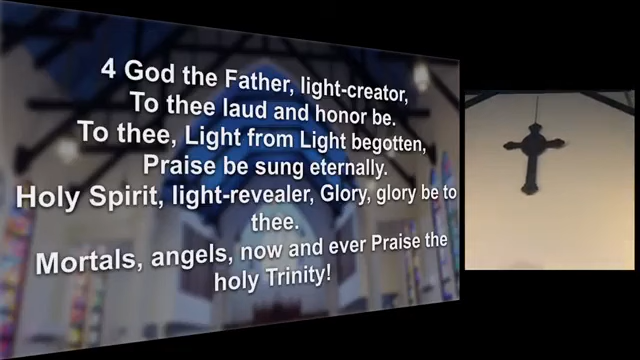 4 God the Father, light-creator,
To thee laud and honor be.
To thee, Light from Light begotten,
Praise be sung eternally.
Holy Spirit, light-revealer, Glory, glory be to
thee.
Mortals, angels, now and ever Praise the
holy Trinity!